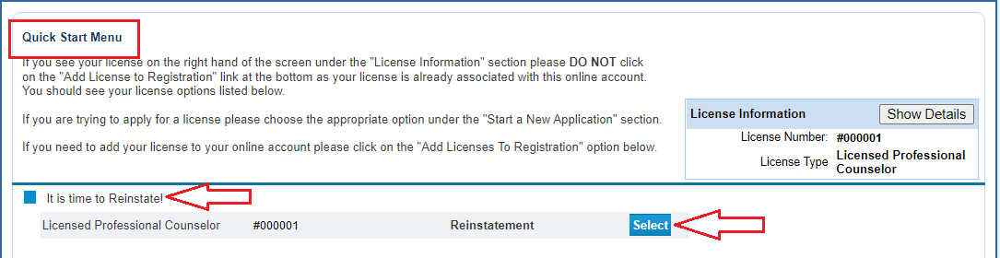 Quick Start Menu
If you see your license on the right hand of the screen under the "License Information" section please DO NOT click
on the "Add License to Registration" link at the bottom as your license is already associated with this online account.
You should see your license options listed below.
If you are trying to apply for a license please choose the appropriate option under the "Start a New Application" section.
If you need to add your license to your online account please click on the "Add Licenses To Registration" option below.
License Information Show Details
License Number: #000001
License Type Licensed Professional
Counselor
It is time to Reinstate!
Licensed Professional Counselor #000001 Reinstatement Select